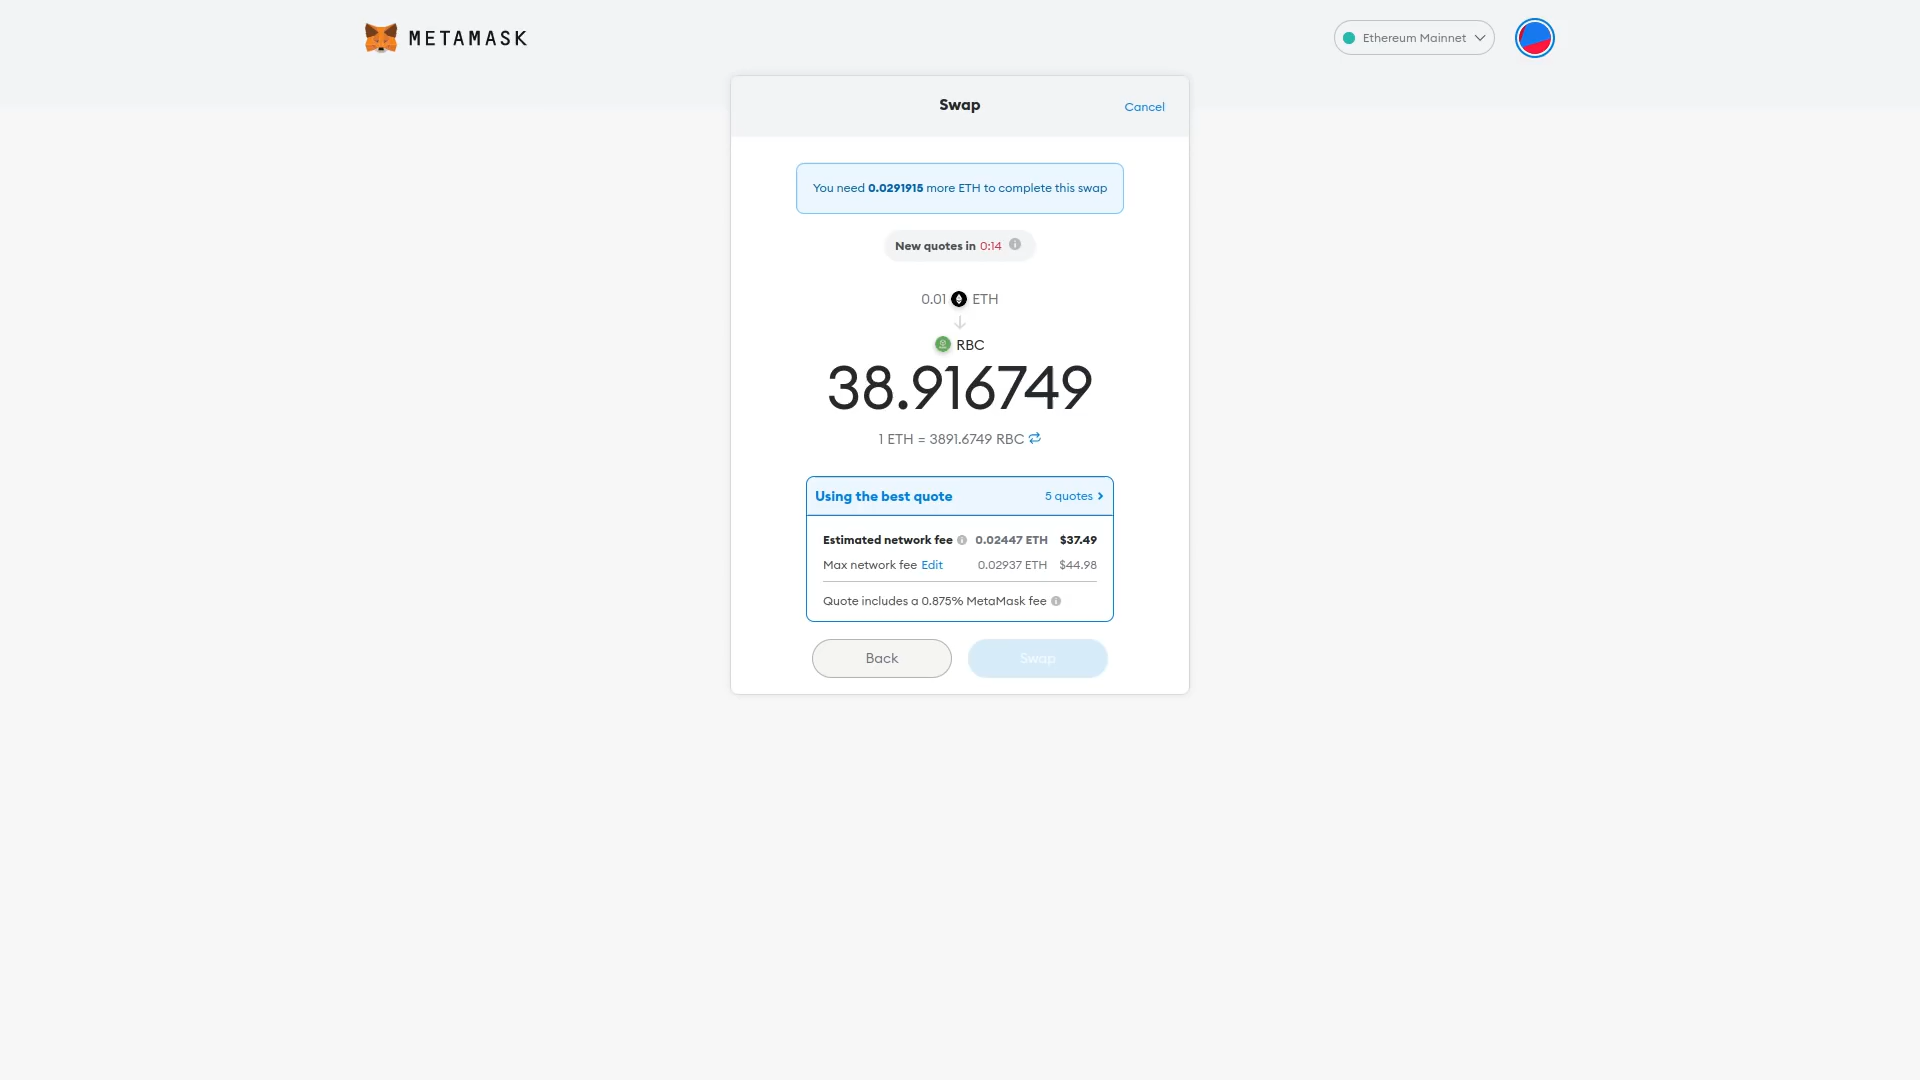 METAMASK
Ethereum Mainnet
Swap
Cancel
You need 0.0291915 more ETH to complete this swap
New quotes in 0:14
0.01 ETH
RBC
38.916749
1 ETH = 3891.6749 RBC
Using the best quote 5 quotes
Estimated network fee 0.02447 ETH $37.49
Max network fee Edit 0.02937 ETH $44.98
Quote includes a 0.875% MetaMask fee
Back Swap